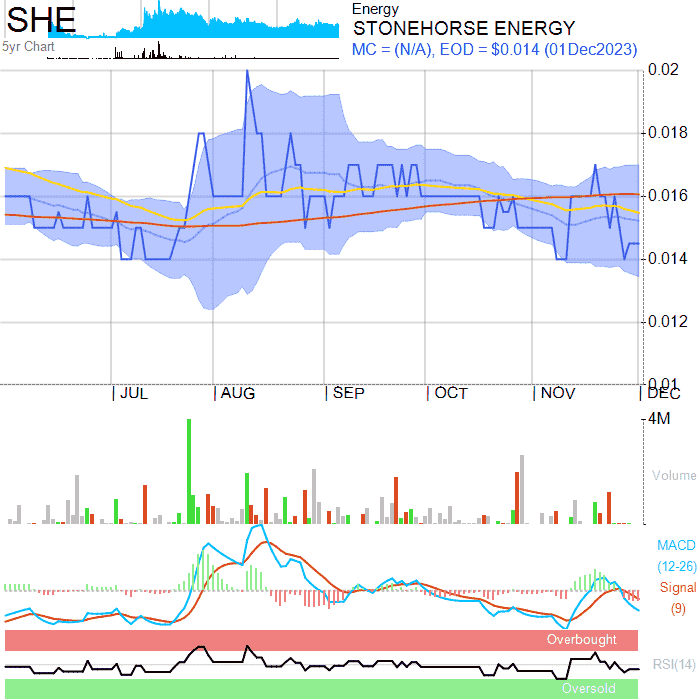 SHE
Energy
STONEHORSE ENERGY
5yr Chart
MC = (N/A), EOD = $0.014 (01Dec2023)
0.02
0.018
0.016
0.014
0.012
0.01
JUL AUG SEP OCT NOV DEC
4M
Volume
MACD
(12-26)
Signal
(9)
Overbought
RSI(14)
Oversold